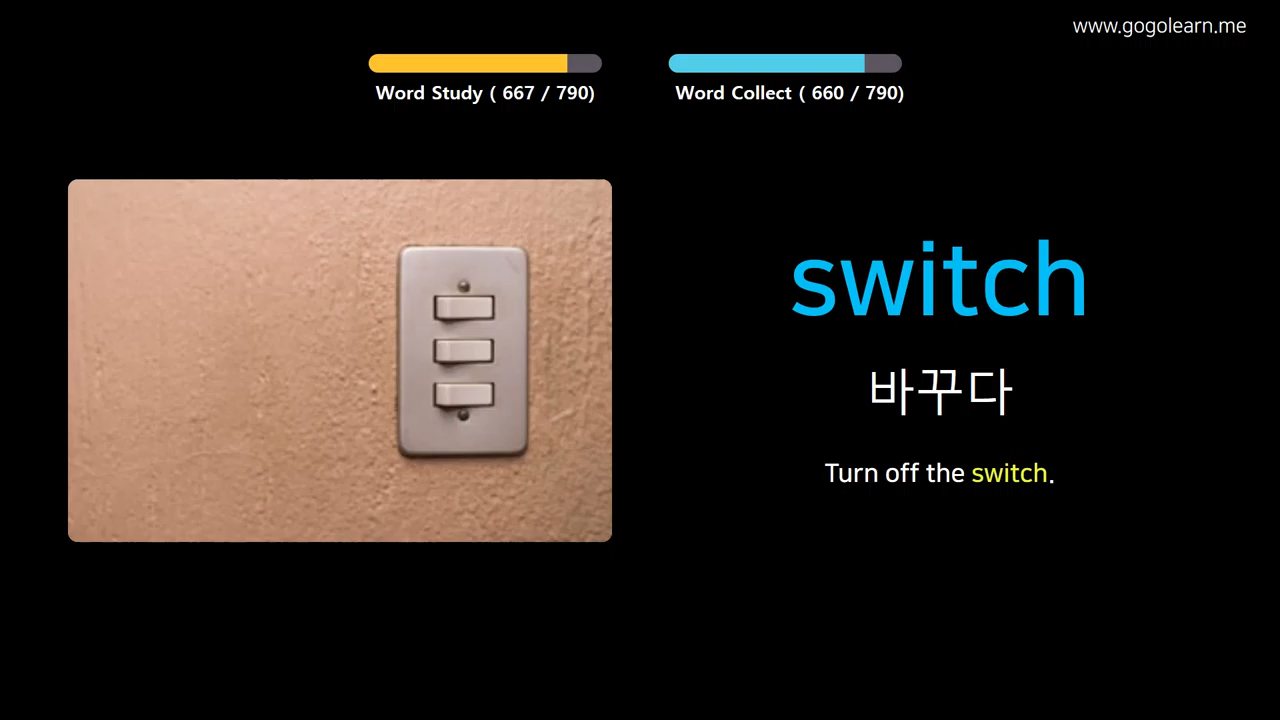 www.gogolearn.me
Word Study ( 667 / 790)
Word Collect ( 660 / 790)
switch
바꾸다
Turn off the switch.